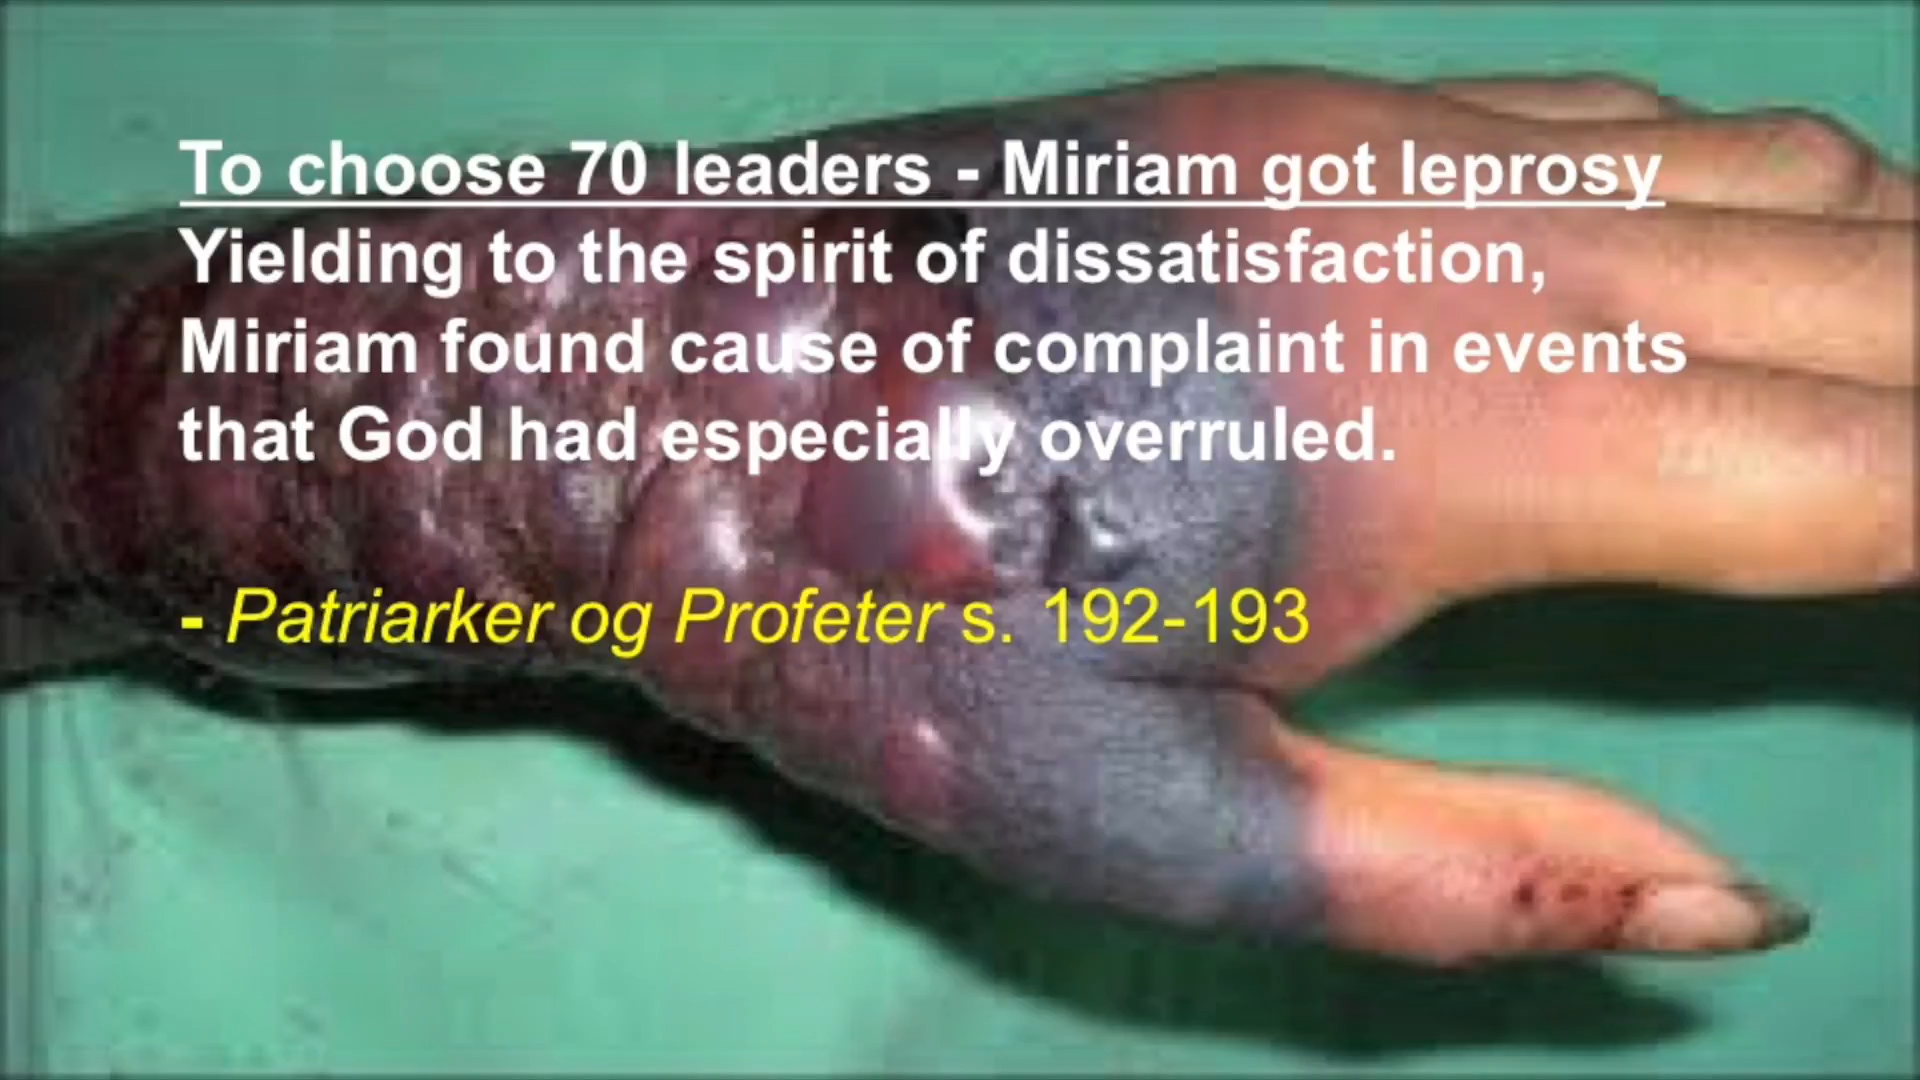 To choose 70 leaders - Miriam got leprosy
Yielding to the spirit of dissatisfaction,
Miriam found cause of complaint in events
that God had especially overruled.
- Patriarker og Profeter s. 192-193